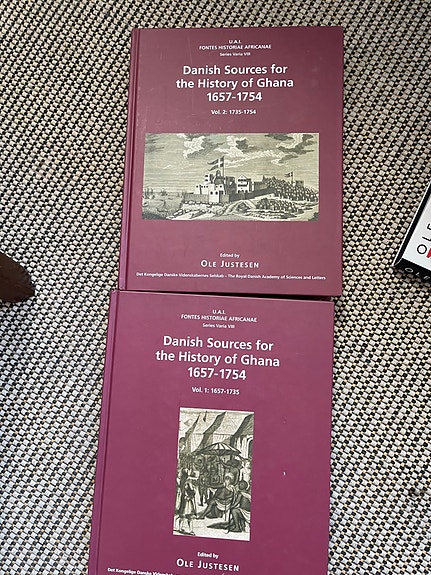 U.A.I.
FONTES HISTORIAE AFRICANAE
Series Varia VIII
Danish Sources for
the History of Ghana
1657-1754
Vol. 2: 1735-1754
Edited by
OLE JUSTESEN
Det Kongelige Danske Videnskabernes Selskab – The Royal Danish Academy of Sciences and Letters
U.A.I.
FONTES HISTORIAE AFRICANAE
Series Varia VIII
Danish Sources for
the History of Ghana
1657-1754
Vol. 1: 1657-1735
Edited by
OLE JUSTESEN
Det Kongelige Danske